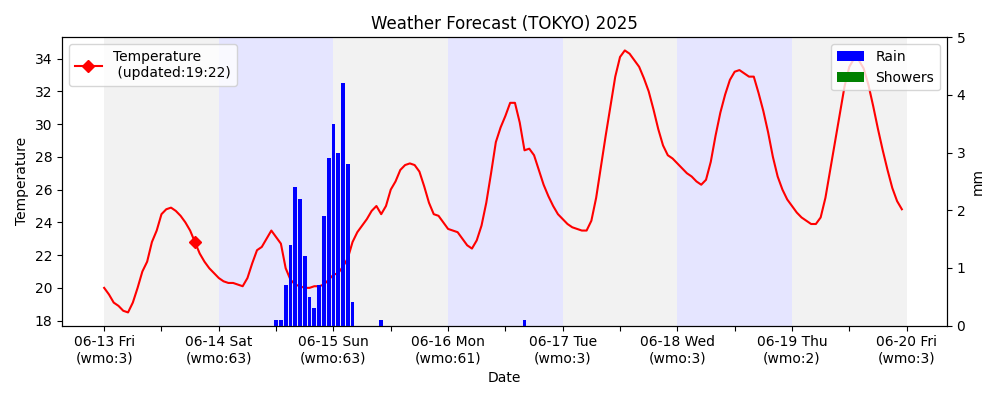 Weather Forecast (TOKYO) 2025
Temperature
(updated:19:22)
Rain
Showers
Temperature
34
32
30
28
26
24
22
20
18
5
4
3
2
1
0
mm
06-13 Fri
(wmo:3)
06-14 Sat
(wmo:63)
06-15 Sun
(wmo:63)
06-16 Mon
(wmo:61)
06-17 Tue
(wmo:3)
06-18 Wed
(wmo:3)
06-19 Thu
(wmo:2)
06-20 Fri
(wmo:3)
Date